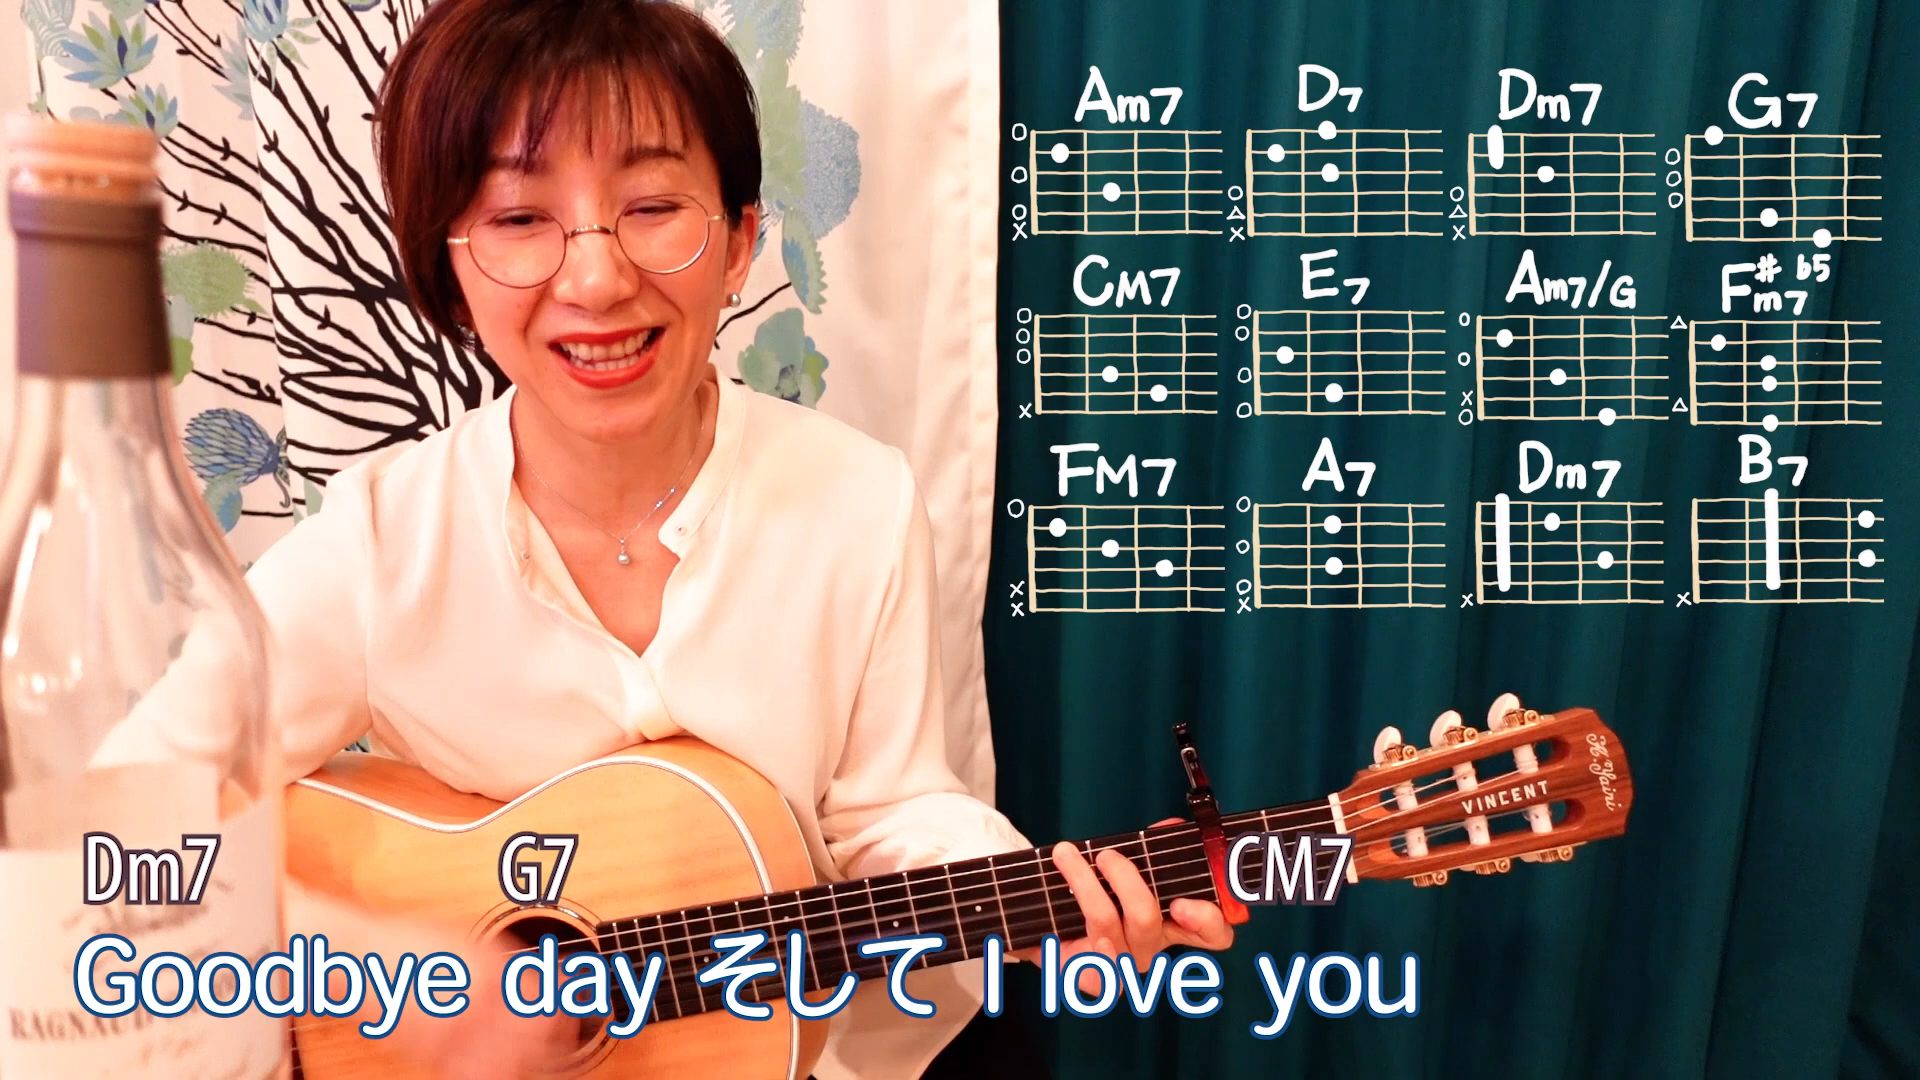 Am7 D7 Dm7 G7
CM7 E7 Am7/G F#m7b5
FM7 A7 Dm7 B7
VINCENT
Dm7 G7 CM7
Goodbye day そして I love you